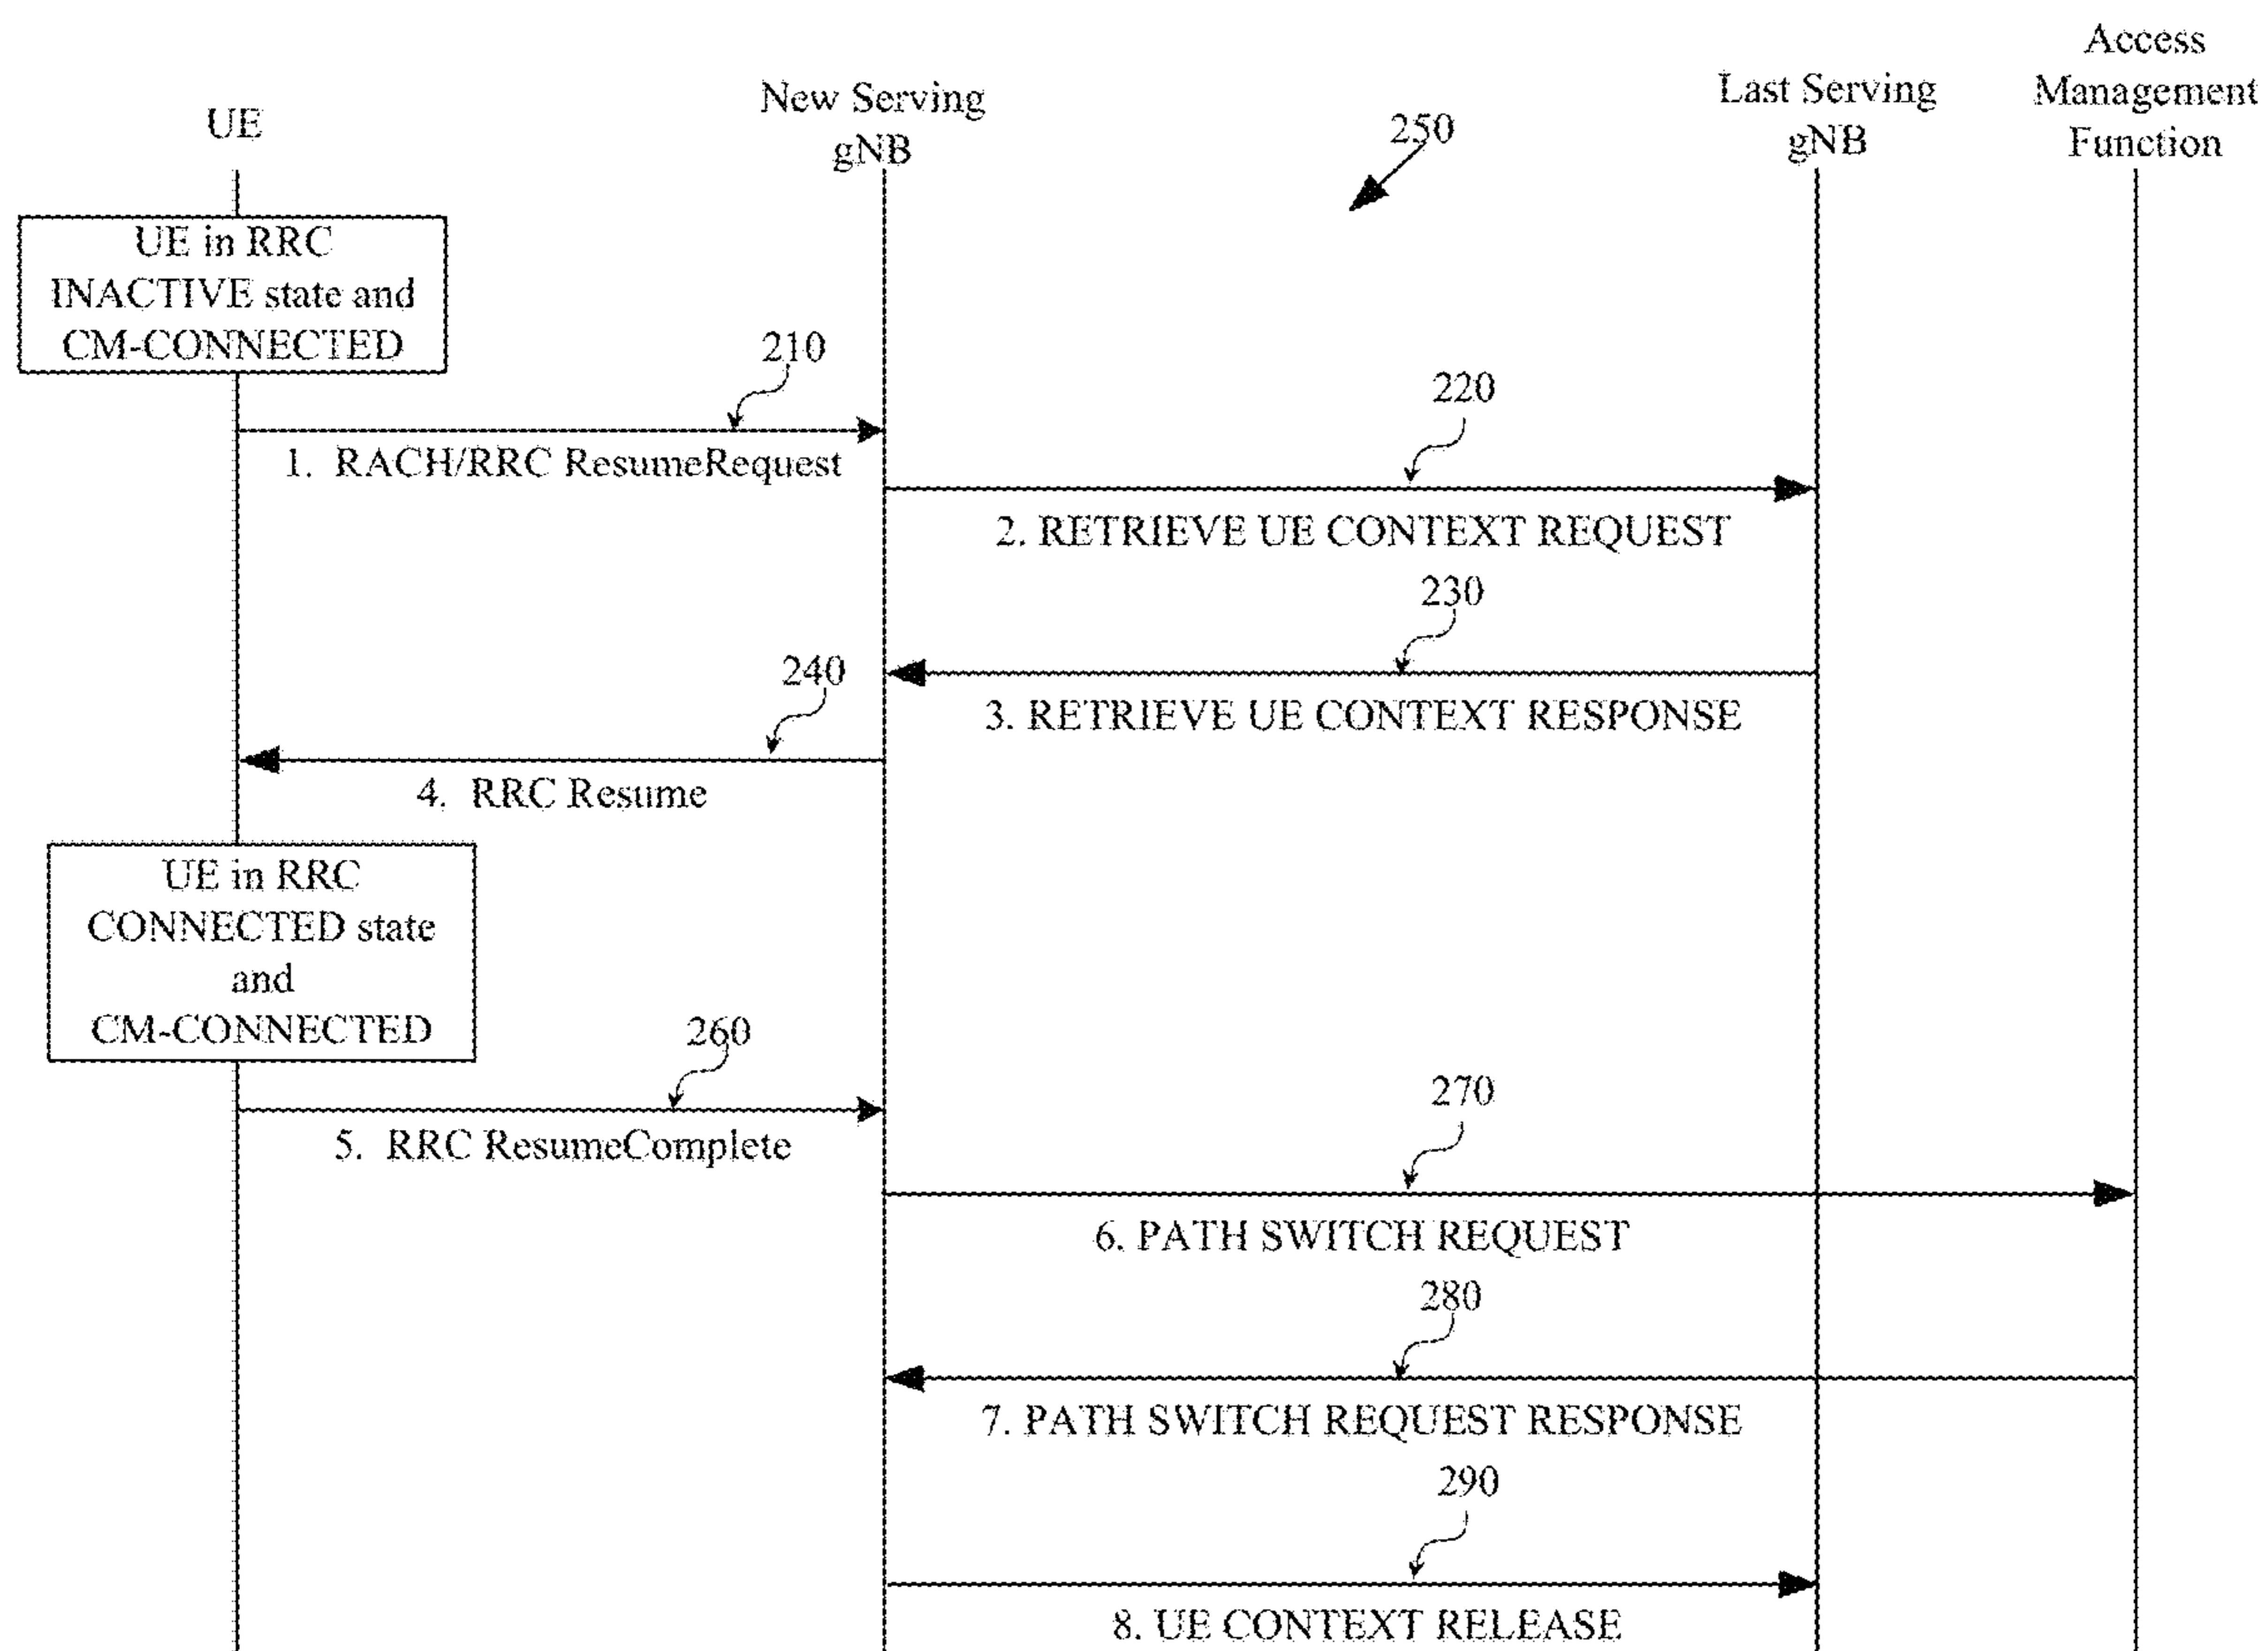 UE
New Serving
gNB
250
Last Serving
gNB
Access
Management
Function
UE in RRC
INACTIVE state and
CM-CONNECTED
210
1. RACH/RRC ResumeRequest
220
2. RETRIEVE UE CONTEXT REQUEST
230
3. RETRIEVE UE CONTEXT RESPONSE
240
4. RRC Resume
UE in RRC
CONNECTED state
and
CM-CONNECTED
260
5. RRC ResumeComplete
270
6. PATH SWITCH REQUEST
280
7. PATH SWITCH REQUEST RESPONSE
290
8. UE CONTEXT RELEASE